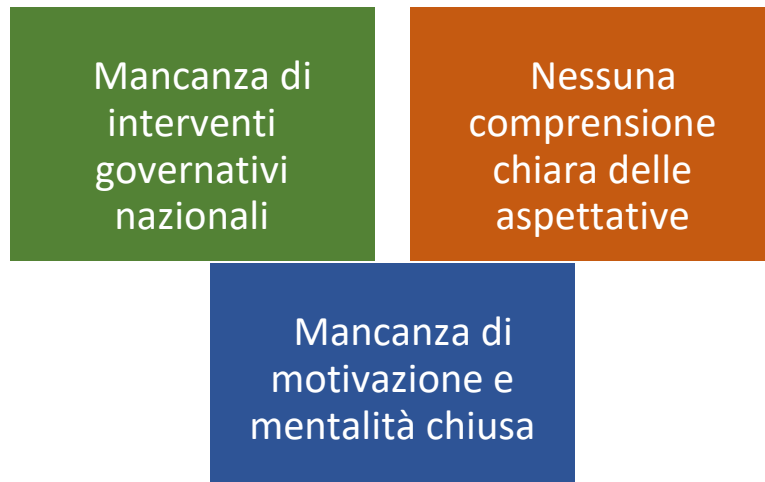 Mancanza di
interventi
governativi
nazionali
Nessuna
comprensione
chiara delle
aspettative
Mancanza di
motivazione e
mentalità chiusa